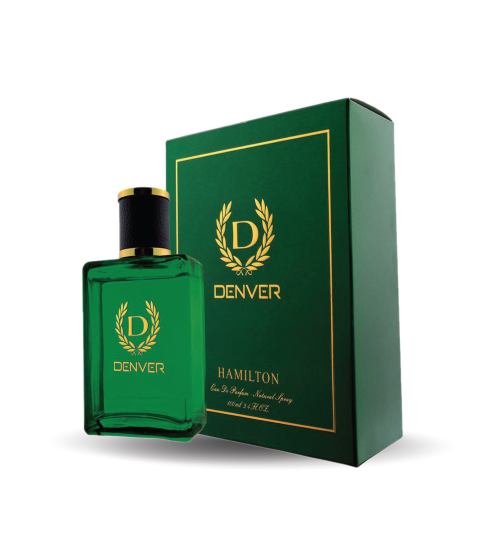 D
DENVER
HAMILTON
Eau De Parfum - Natural Spray
100ml 3.4 FL.OZ.
D
DENVER